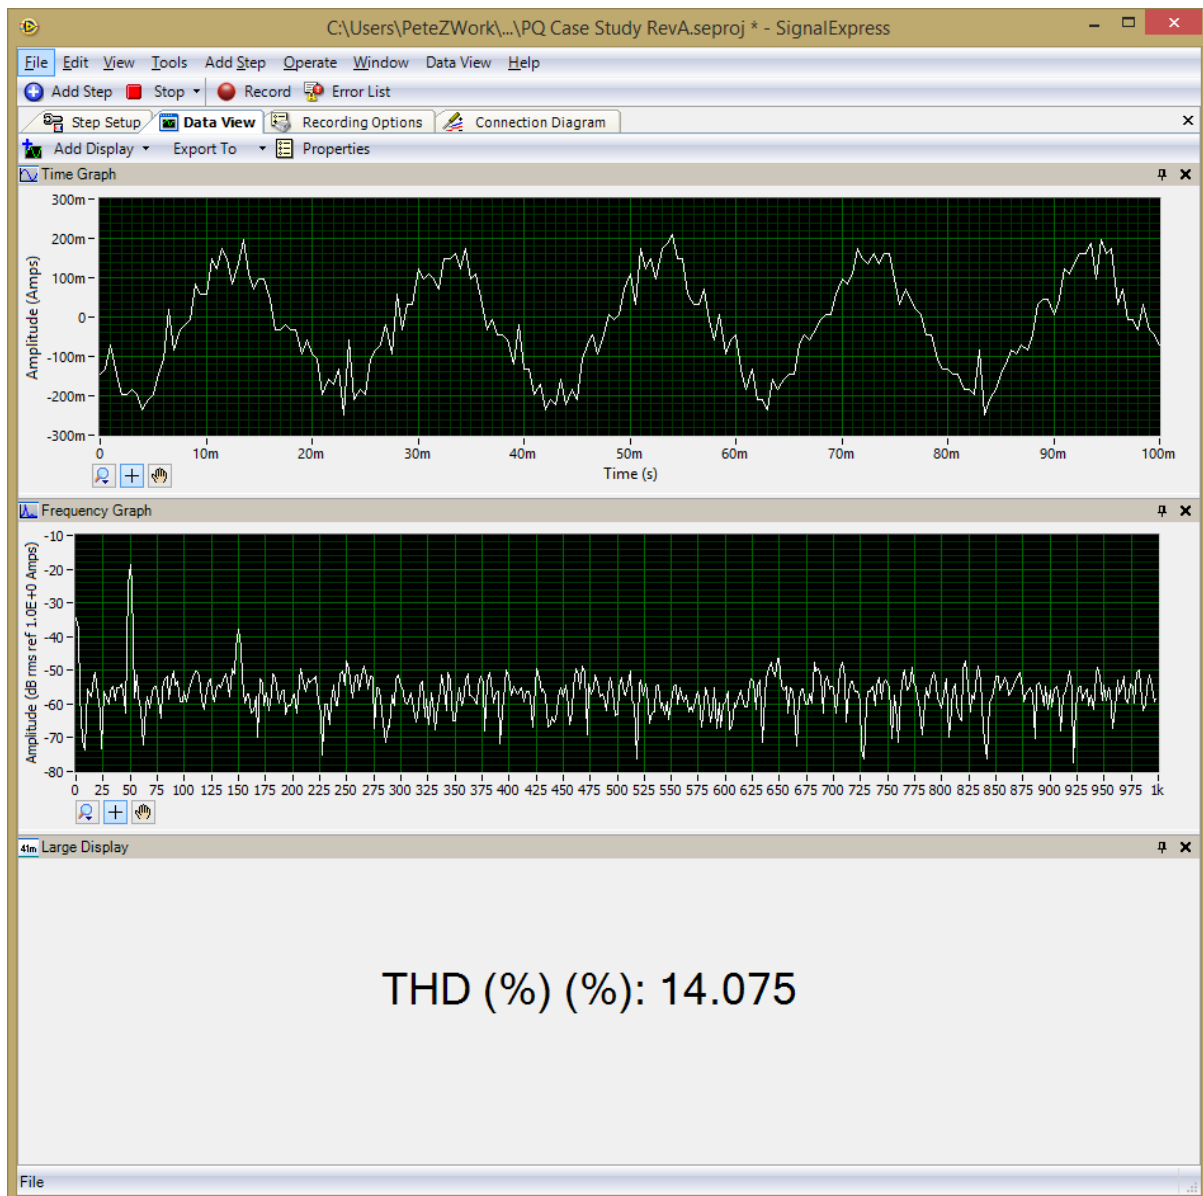 C:\Users\PeteZWork\...\PQ Case Study RevA.seproj * - SignalExpress
File Edit View Tools Add Step Operate Window Data View Help
Add Step Stop Record Error List
Step Setup Data View Recording Options Connection Diagram
Add Display Export To Properties
Time Graph
Amplitude (Amps)
300m
200m
100m
0
-100m
-200m
-300m
0 10m 20m 30m 40m 50m 60m 70m 80m 90m 100m
Time (s)
Frequency Graph
Amplitude (dB rms ref 1.0E+0 Amps)
-10
-20
-30
-40
-50
-60
-70
-80
0 25 50 75 100 125 150 175 200 225 250 275 300 325 350 375 400 425 450 475 500 525 550 575 600 625 650 675 700 725 750 775 800 825 850 875 900 925 950 975 1k
41m Large Display
THD (%) (%): 14.075
File